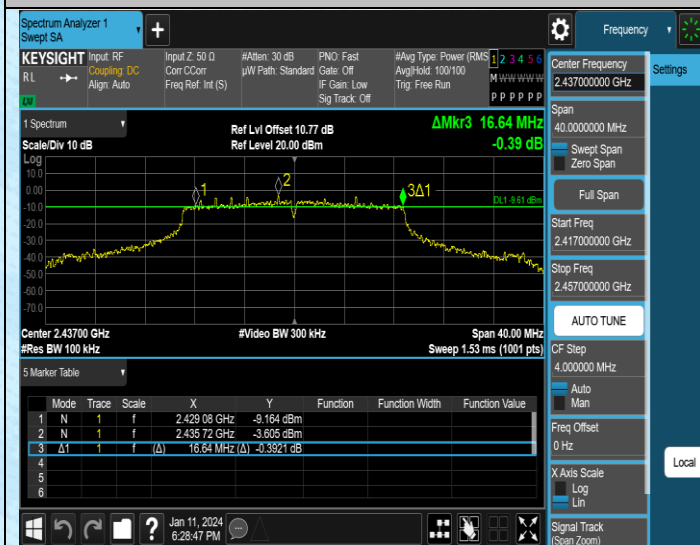 Spectrum Analyzer 1
Swept SA
+
Frequency
KEYSIGHT
RL
Input: RF
Coupling: DC
Align: Auto
Input Z: 50 Ω
Corr CCorr
Freq Ref: Int (S)
#Atten: 30 dB
µW Path: Standard
PNO: Fast
Gate: Off
IF Gain: Low
Sig Track: Off
#Avg Type: Power (RMS
Avg|Hold: 100/100
Trig: Free Run
1 2 3 4 5 6
M W W W W W
P P P P P P
Center Frequency
2.437000000 GHz
Settings
Span
40.0000000 MHz
Swept Span
Zero Span
Full Span
Start Freq
2.417000000 GHz
Stop Freq
2.457000000 GHz
AUTO TUNE
CF Step
4.000000 MHz
Auto
Man
Freq Offset
0 Hz
X Axis Scale
Log
Lin
Local
Signal Track
(Span Zoom)
1 Spectrum
Scale/Div 10 dB
Ref Lvl Offset 10.77 dB
Ref Level 20.00 dBm
ΔMkr3 16.64 MHz
-0.39 dB
Log
10.0
0.00
-10.0
-20.0
-30.0
-40.0
-50.0
-60.0
-70.0
1
2
3Δ1
DL1 -9.61 dBm
Center 2.43700 GHz
#Video BW 300 kHz
Span 40.00 MHz
#Res BW 100 kHz
Sweep 1.53 ms (1001 pts)
5 Marker Table
Mode Trace Scale X Y Function Function Width Function Value
1 N 1 f 2.429 08 GHz -9.164 dBm
2 N 1 f 2.435 72 GHz -3.605 dBm
3 Δ1 1 f (Δ) 16.64 MHz (Δ) -0.3921 dB
4
5
6
?
Jan 11, 2024
6:28:47 PM